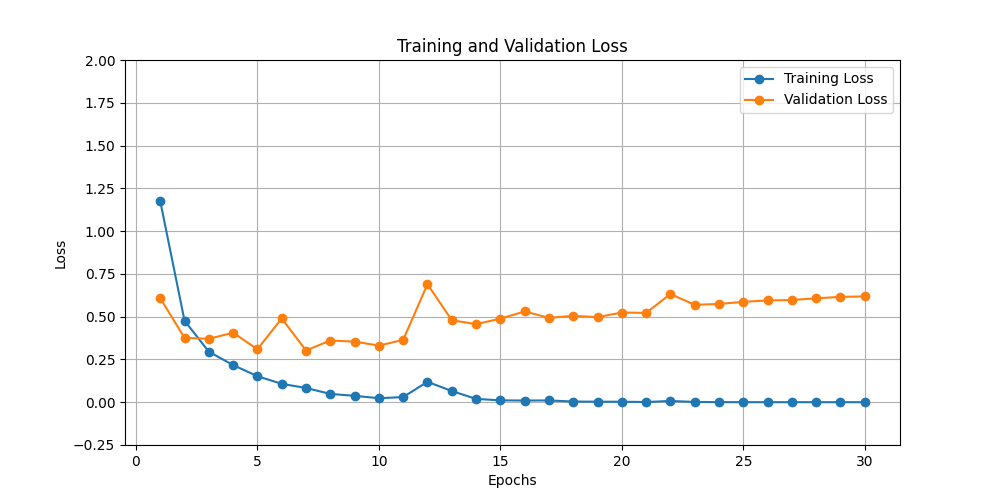 Training and Validation Loss
Training Loss
Validation Loss
Loss
2.00
1.75
1.50
1.25
1.00
0.75
0.50
0.25
0.00
−0.25
0 5 10 15 20 25 30
Epochs